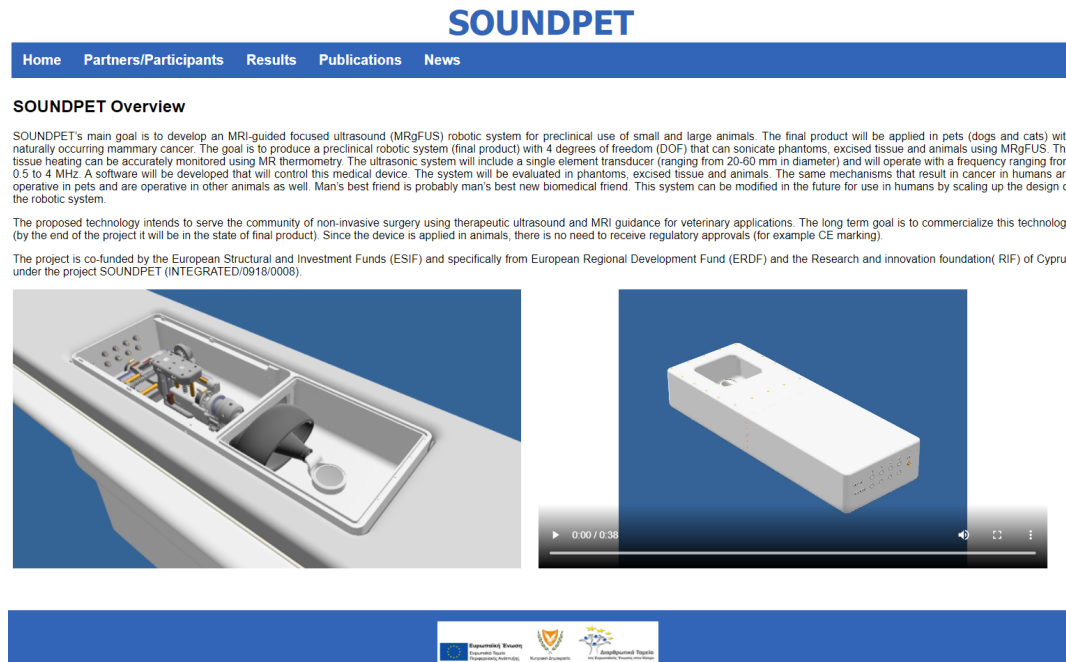 SOUNDPET
Home Partners/Participants Results Publications News
SOUNDPET Overview
SOUNDPET's main goal is to develop an MRI-guided focused ultrasound (MRgFUS) robotic system for preclinical use of small and large animals. The final product will be applied in pets (dogs and cats) wit
naturally occurring mammary cancer. The goal is to produce a preclinical robotic system (final product) with 4 degrees of freedom (DOF) that can sonicate phantoms, excised tissue and animals using MRgFUS. Th
tissue heating can be accurately monitored using MR thermometry. The ultrasonic system will include a single element transducer (ranging from 20-60 mm in diameter) and will operate with a frequency ranging fror
0.5 to 4 MHz. A software will be developed that will control this medical device. The system will be evaluated in phantoms, excised tissue and animals. The same mechanisms that result in cancer in humans ar
operative in pets and are operative in other animals as well. Man's best friend is probably man's best new biomedical friend. This system can be modified in the future for use in humans by scaling up the design o
the robotic system.
The proposed technology intends to serve the community of non-invasive surgery using therapeutic ultrasound and MRI guidance for veterinary applications. The long term goal is to commercialize this technolog
(by the end of the project it will be in the state of final product). Since the device is applied in animals, there is no need to receive regulatory approvals (for example CE marking).
The project is co-funded by the European Structural and Investment Funds (ESIF) and specifically from European Regional Development Fund (ERDF) and the Research and innovation foundation( RIF) of Cypru
under the project SOUNDPET (INTEGRATED/0918/0008).
0:00 / 0:38
Ευρωπαϊκή Ένωση
Ευρωπαϊκό Ταμείο
Περιφερειακής Ανάπτυξης
Κυπριακή Δημοκρατία
Διαρθρωτικά Ταμεία
της Ευρωπαϊκής Ένωσης στην Κύπρο